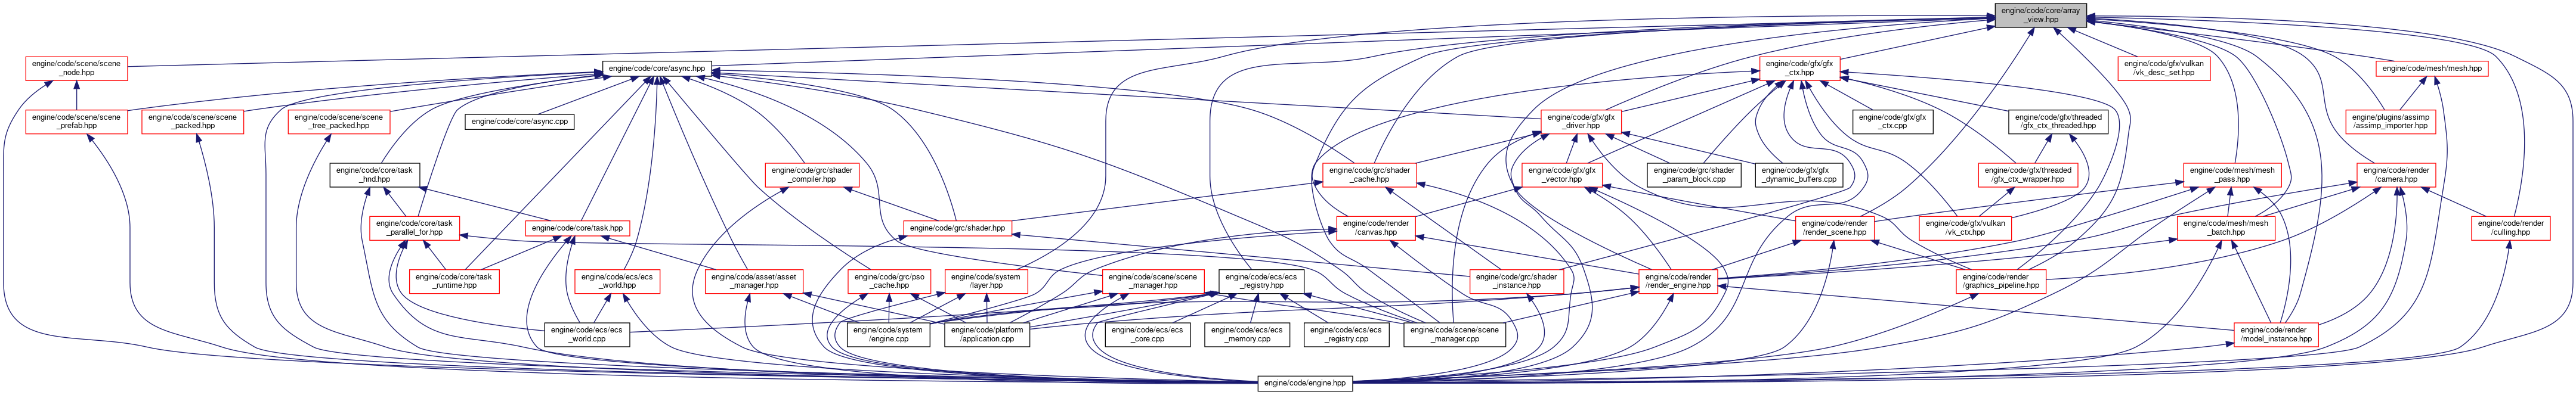 engine/code/core/array
_view.hpp
engine/code/scene/scene
_node.hpp
engine/code/core/async.hpp
engine/code/gfx/gfx
_ctx.hpp
engine/code/gfx/vulkan
/vk_desc_set.hpp
engine/code/mesh/mesh.hpp
engine/code/scene/scene
_prefab.hpp
engine/code/scene/scene
_packed.hpp
engine/code/scene/scene
_tree_packed.hpp
engine/code/core/async.cpp
engine/code/gfx/gfx
_driver.hpp
engine/code/gfx/gfx
_ctx.cpp
engine/code/gfx/threaded
/gfx_ctx_threaded.hpp
engine/plugins/assimp
/assimp_importer.hpp
engine/code/core/task
_hnd.hpp
engine/code/grc/shader
_compiler.hpp
engine/code/grc/shader
_cache.hpp
engine/code/gfx/gfx
_vector.hpp
engine/code/grc/shader
_param_block.cpp
engine/code/gfx/gfx
_dynamic_buffers.cpp
engine/code/gfx/threaded
/gfx_ctx_wrapper.hpp
engine/code/mesh/mesh
_pass.hpp
engine/code/render
/camera.hpp
engine/code/core/task
_parallel_for.hpp
engine/code/core/task.hpp
engine/code/grc/shader.hpp
engine/code/render
/canvas.hpp
engine/code/render
/render_scene.hpp
engine/code/gfx/vulkan
/vk_ctx.hpp
engine/code/mesh/mesh
_batch.hpp
engine/code/render
/culling.hpp
engine/code/core/task
_runtime.hpp
engine/code/ecs/ecs
_world.hpp
engine/code/asset/asset
_manager.hpp
engine/code/grc/pso
_cache.hpp
engine/code/system
/layer.hpp
engine/code/scene/scene
_manager.hpp
engine/code/ecs/ecs
_registry.hpp
engine/code/grc/shader
_instance.hpp
engine/code/render
/render_engine.hpp
engine/code/render
/graphics_pipeline.hpp
engine/code/ecs/ecs
_world.cpp
engine/code/system
/engine.cpp
engine/code/platform
/application.cpp
engine/code/ecs/ecs
_core.cpp
engine/code/ecs/ecs
_memory.cpp
engine/code/ecs/ecs
_registry.cpp
engine/code/scene/scene
_manager.cpp
engine/code/render
/model_instance.hpp
engine/code/engine.hpp